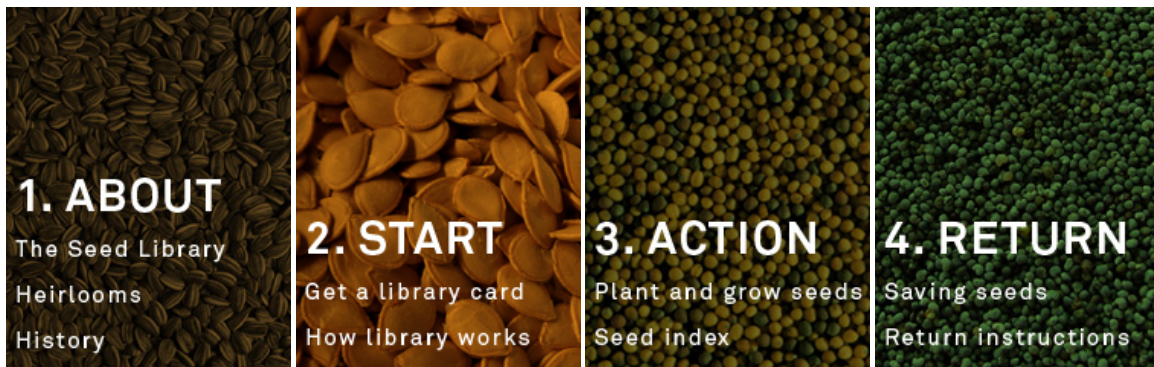 1. ABOUT
The Seed Library
Heirlooms
History
2. START
Get a library card
How library works
3. ACTION
Plant and grow seeds
Seed index
4. RETURN
Saving seeds
Return instructions